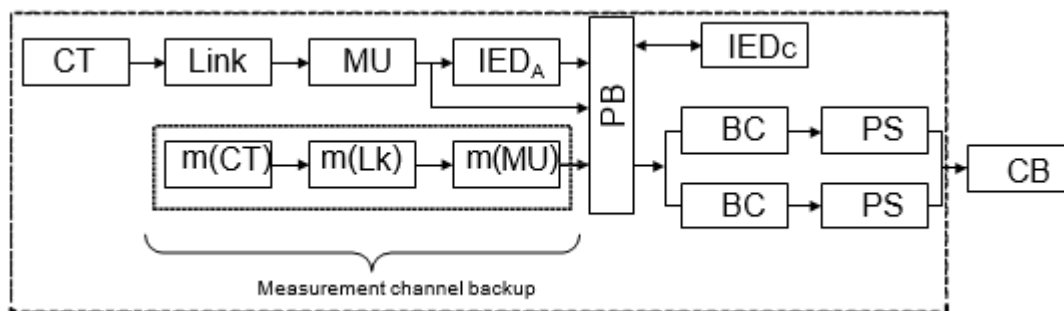 CT
Link
MU
IEDA
PB
IEDC
m(CT)
m(Lk)
m(MU)
BC
PS
BC
PS
CB
Measurement channel backup